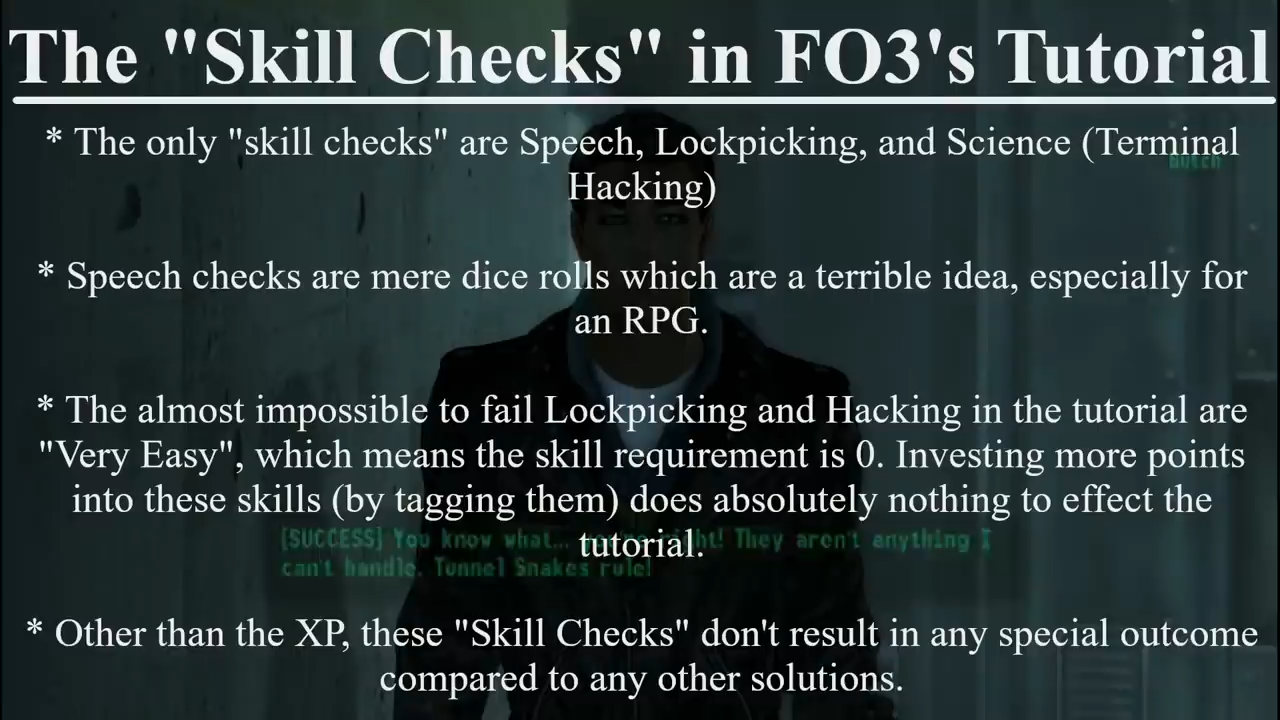 The "Skill Checks" in FO3's Tutorial
* The only "skill checks" are Speech, Lockpicking, and Science (Terminal
Hacking)
Butch
* Speech checks are mere dice rolls which are a terrible idea, especially for
an RPG.
* The almost impossible to fail Lockpicking and Hacking in the tutorial are
"Very Easy", which means the skill requirement is 0. Investing more points
into these skills (by tagging them) does absolutely nothing to effect the
tutorial.
[SUCCESS] You know what... right! They aren't anything I
can't handle. Tunnel Snakes rule!
* Other than the XP, these "Skill Checks" don't result in any special outcome
compared to any other solutions.